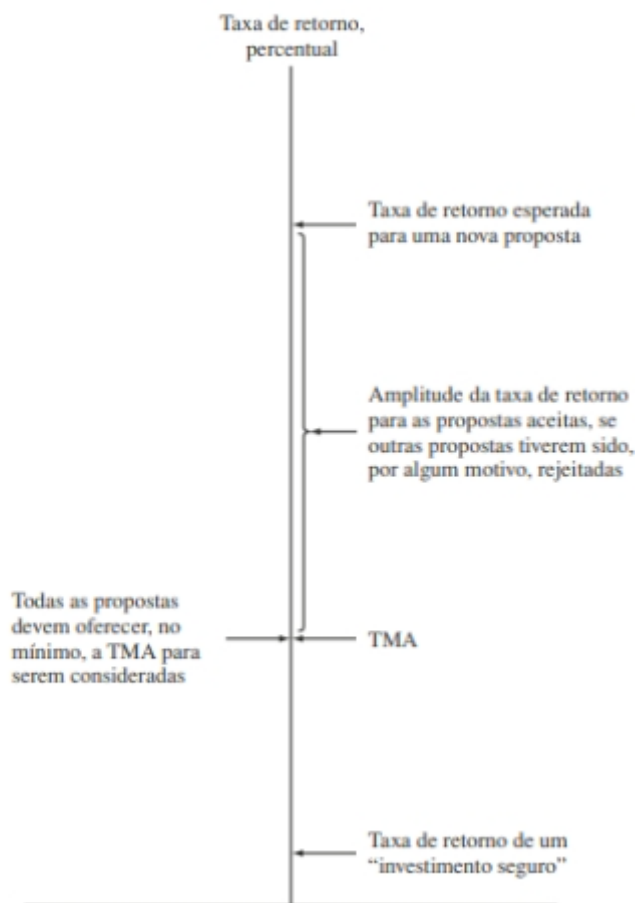 Taxa de retorno,
percentual
Taxa de retorno esperada
para uma nova proposta
Amplitude da taxa de retorno
para as propostas aceitas, se
outras propostas tiverem sido,
por algum motivo, rejeitadas
Todas as propostas
devem oferecer, no
mínimo, a TMA para
serem consideradas
TMA
Taxa de retorno de um
“investimento seguro”